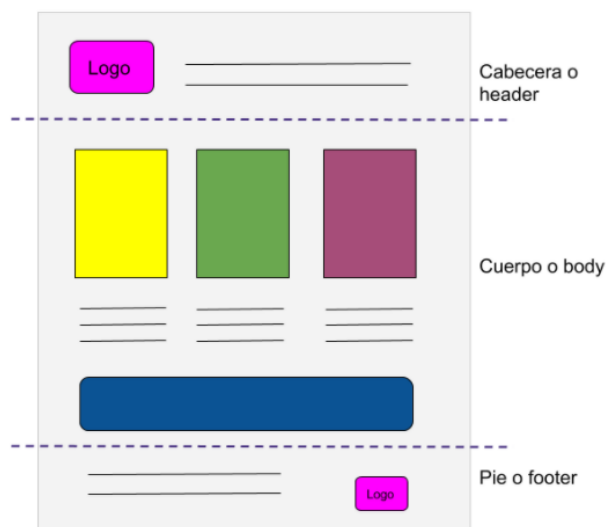 Logo
Cabecera o
header
Cuerpo o body
Pie o footer
Logo